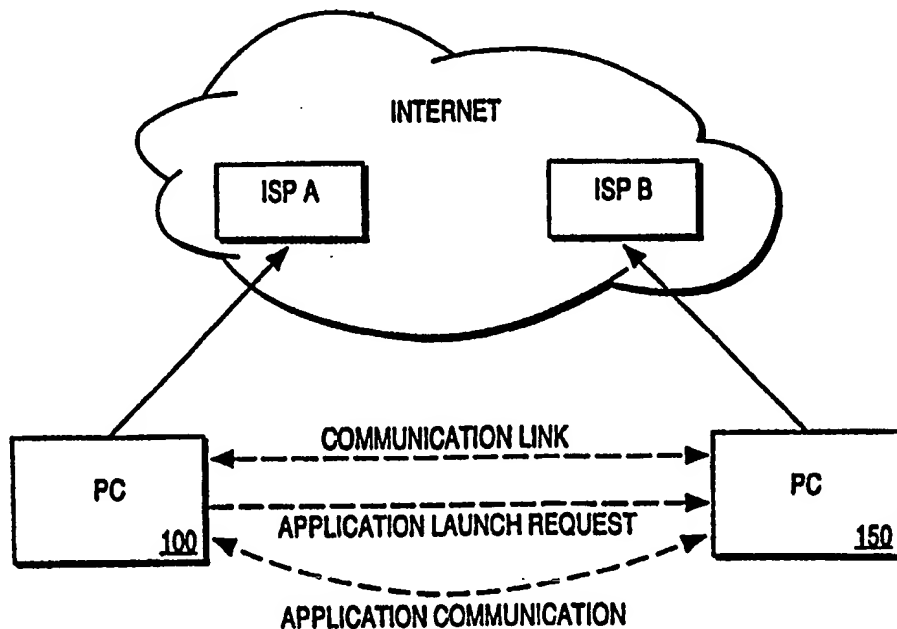 INTERNET
ISP A
ISP B
COMMUNICATION LINK
PC
PC
APPLICATION LAUNCH REQUEST
100
150
APPLICATION COMMUNICATION